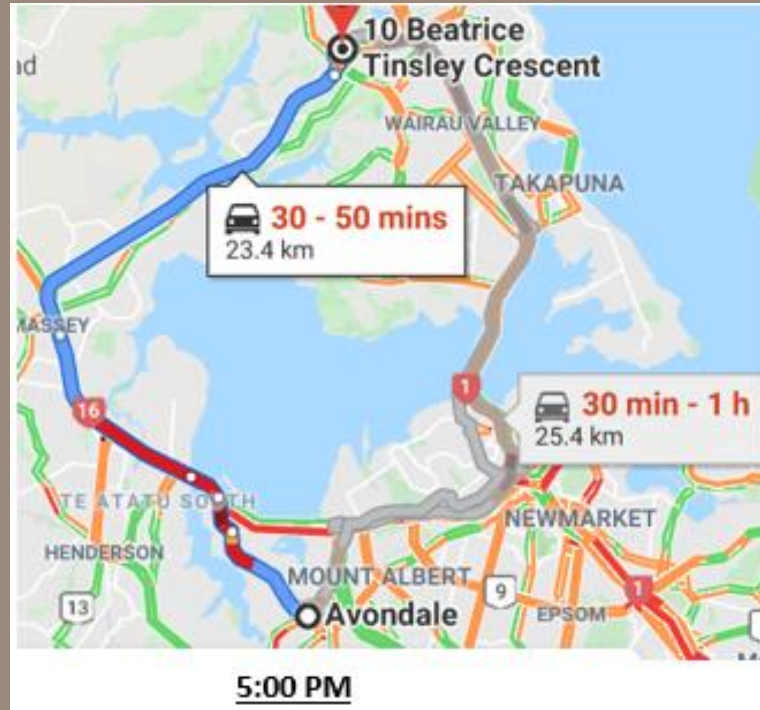 ad
10 Beatrice
Tinsley Crescent
WAIRAU VALLEY
TAKAPUNA
30 - 50 mins
23.4 km
MASSEY
1
16
30 min - 1 h
25.4 km
TE ATATU SOUTH
NEWMARKET
HENDERSON
MOUNT ALBERT
9
1
13
EPSOM
Avondale
5:00 PM